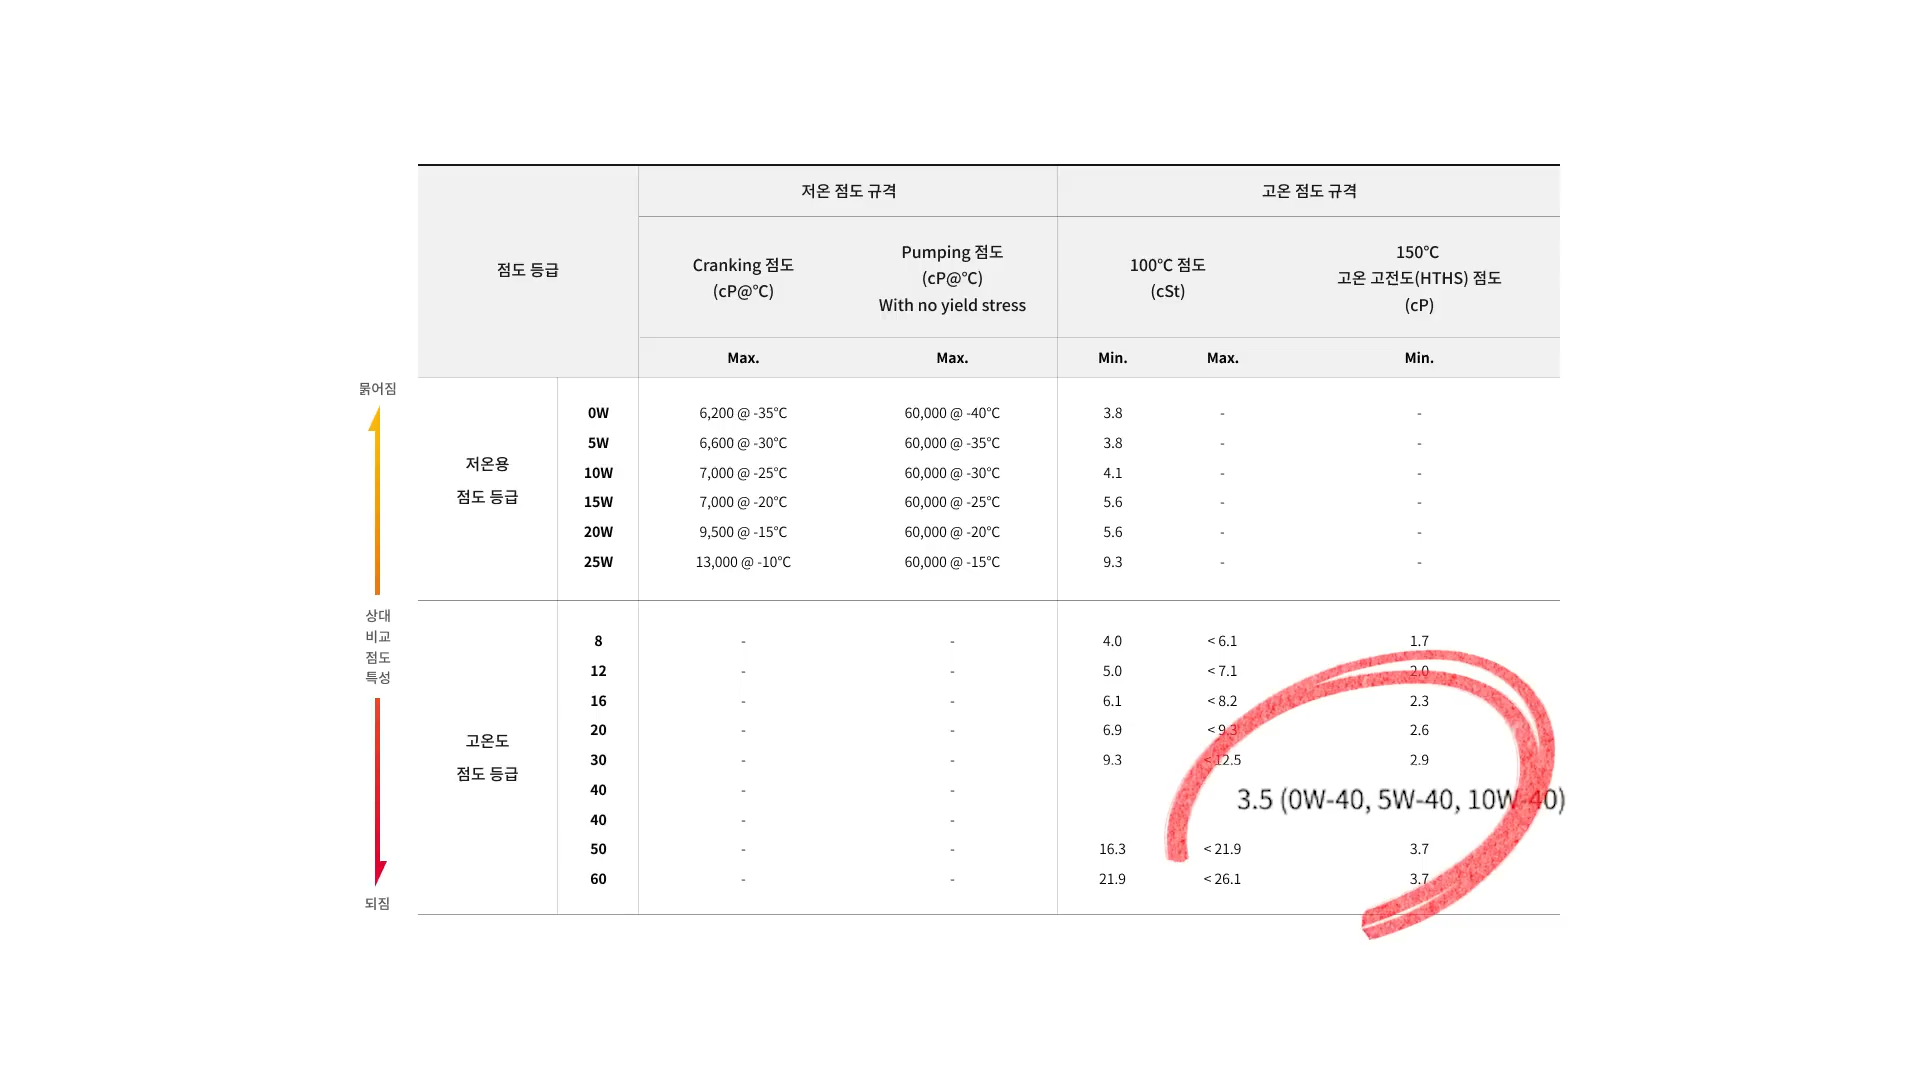 저온 점도 규격 고온 점도 규격
점도 등급
Cranking 점도
(cP@℃)
Pumping 점도
(cP@℃)
With no yield stress
100℃ 점도
(cSt)
150℃
고온 고전도(HTHS) 점도
(cP)
Max. Max. Min. Max. Min.
묽어짐
저온용
점도 등급
0W 6,200 @ -35℃ 60,000 @ -40℃ 3.8 - -
5W 6,600 @ -30℃ 60,000 @ -35℃ 3.8 - -
10W 7,000 @ -25℃ 60,000 @ -30℃ 4.1 - -
15W 7,000 @ -20℃ 60,000 @ -25℃ 5.6 - -
20W 9,500 @ -15℃ 60,000 @ -20℃ 5.6 - -
25W 13,000 @ -10℃ 60,000 @ -15℃ 9.3 - -
상대
비교
점도
특성
고온도
점도 등급
8 - - 4.0 < 6.1 1.7
12 - - 5.0 < 7.1 2.0
16 - - 6.1 < 8.2 2.3
20 - - 6.9 < 9.3 2.6
30 - - 9.3 < 12.5 2.9
40 - -
3.5 (0W-40, 5W-40, 10W-40)
40 - -
50 - - 16.3 < 21.9 3.7
60 - - 21.9 < 26.1 3.7
되짐